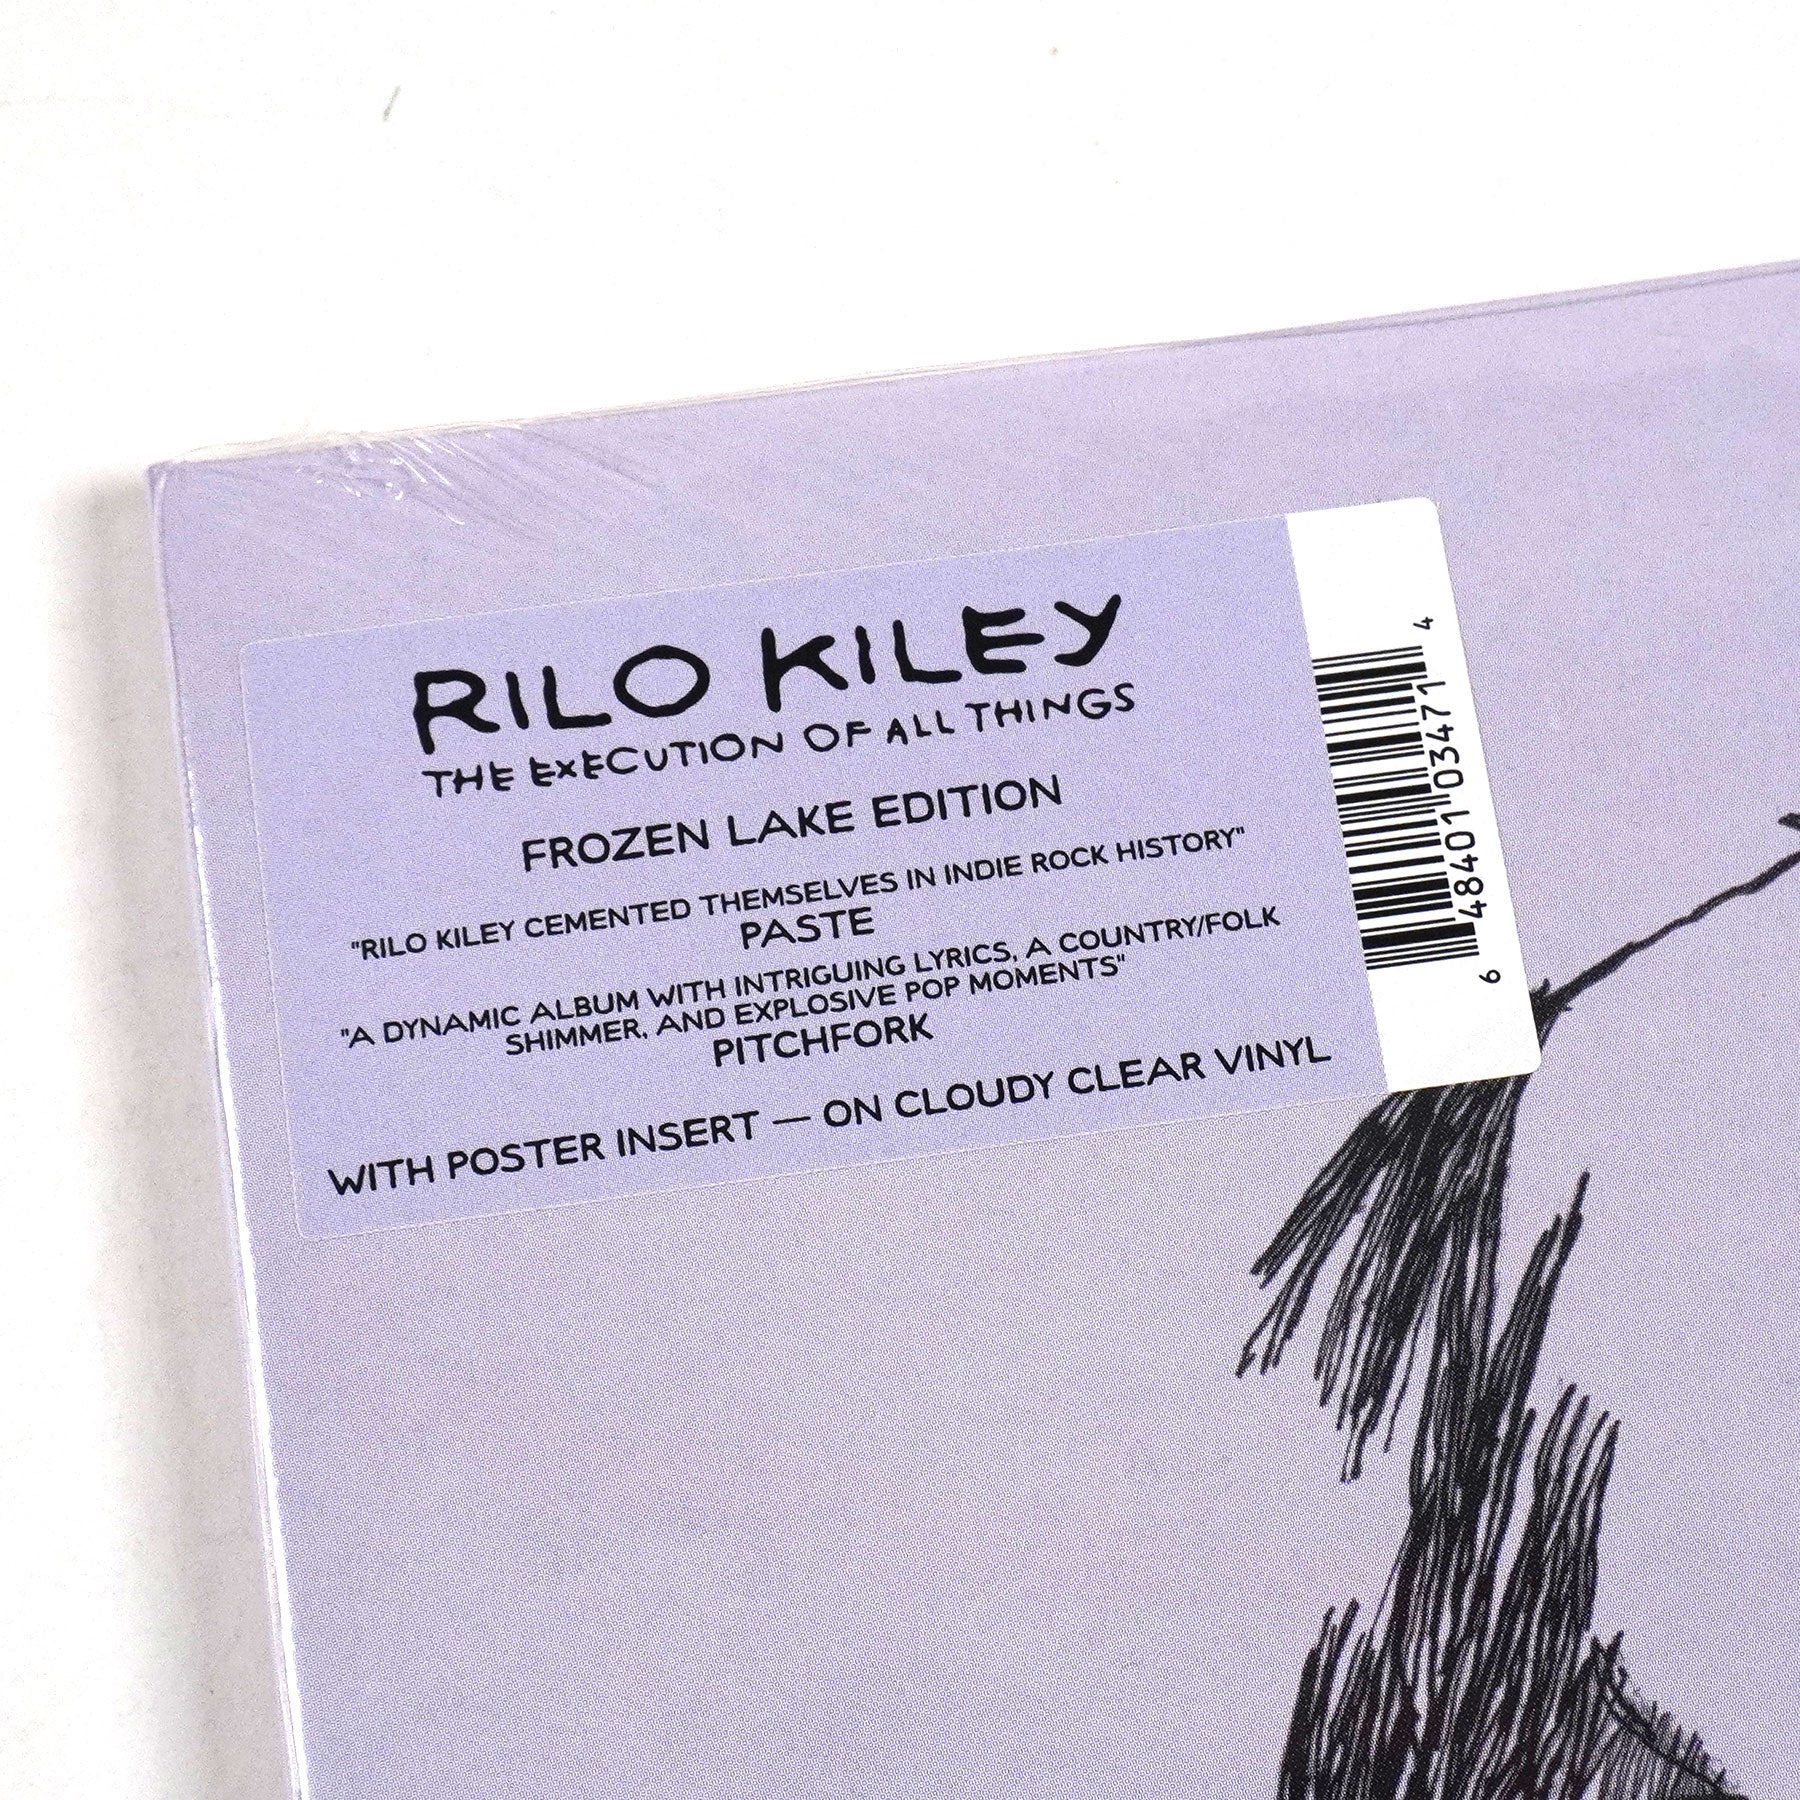 RILO KILEY
THE EXECUTION OF ALL THINGS
FROZEN LAKE EDITION
"RILO KILEY CEMENTED THEMSELVES IN INDIE ROCK HISTORY"
PASTE
"A DYNAMIC ALBUM WITH INTRIGUING LYRICS, A COUNTRY/FOLK
SHIMMER, AND EXPLOSIVE POP MOMENTS"
PITCHFORK
WITH POSTER INSERT — ON CLOUDY CLEAR VINYL
6 48401 03471 4